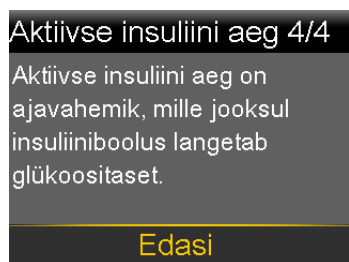 Aktiivse insuliini aeg 4/4
Aktiivse insuliini aeg on
ajavahemik, mille jooksul
insuliiniboolus langetab
glükoositaset.
Edasi